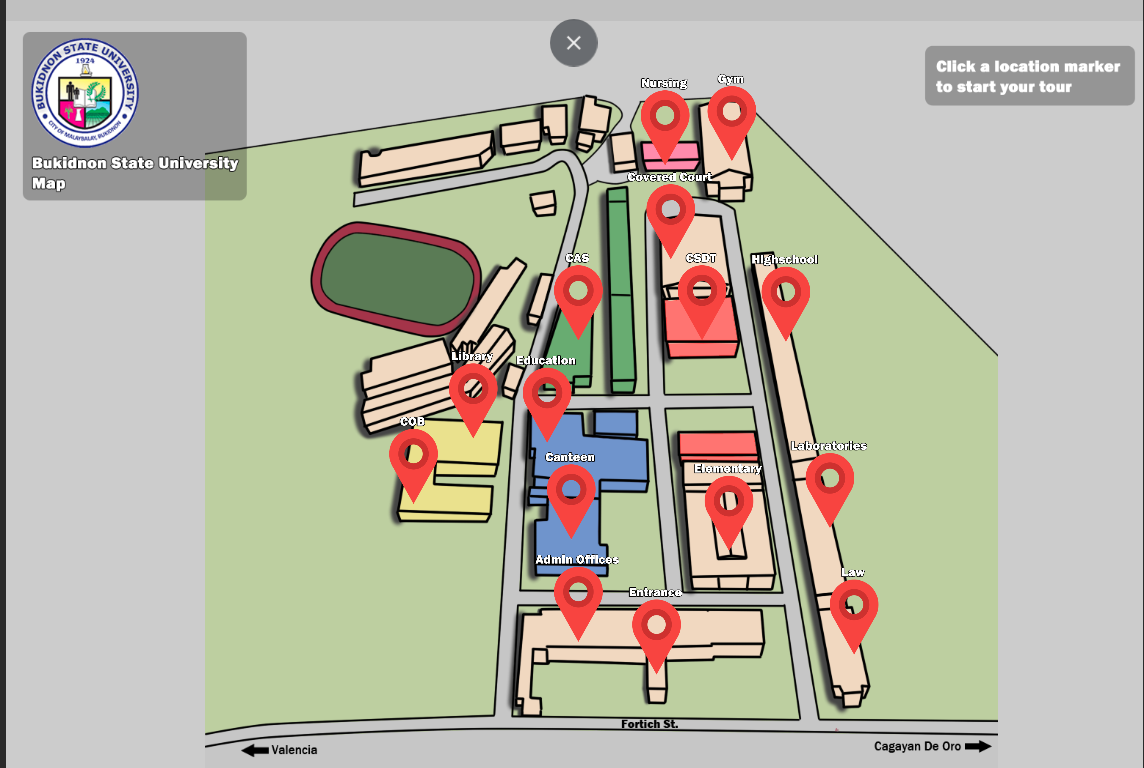 BUKIDNON STATE UNIVERSITY
1924
CITY OF MALAYBALAY, BUKIDNON
Bukidnon State University
Map
Click a location marker
to start your tour
Nursing
Gym
Covered Court
CAS
CSDT
Highschool
Library
Education
COB
Canteen
Elementary
Laboratories
Admin Offices
Entrance
Law
Fortich St.
Valencia
Cagayan De Oro